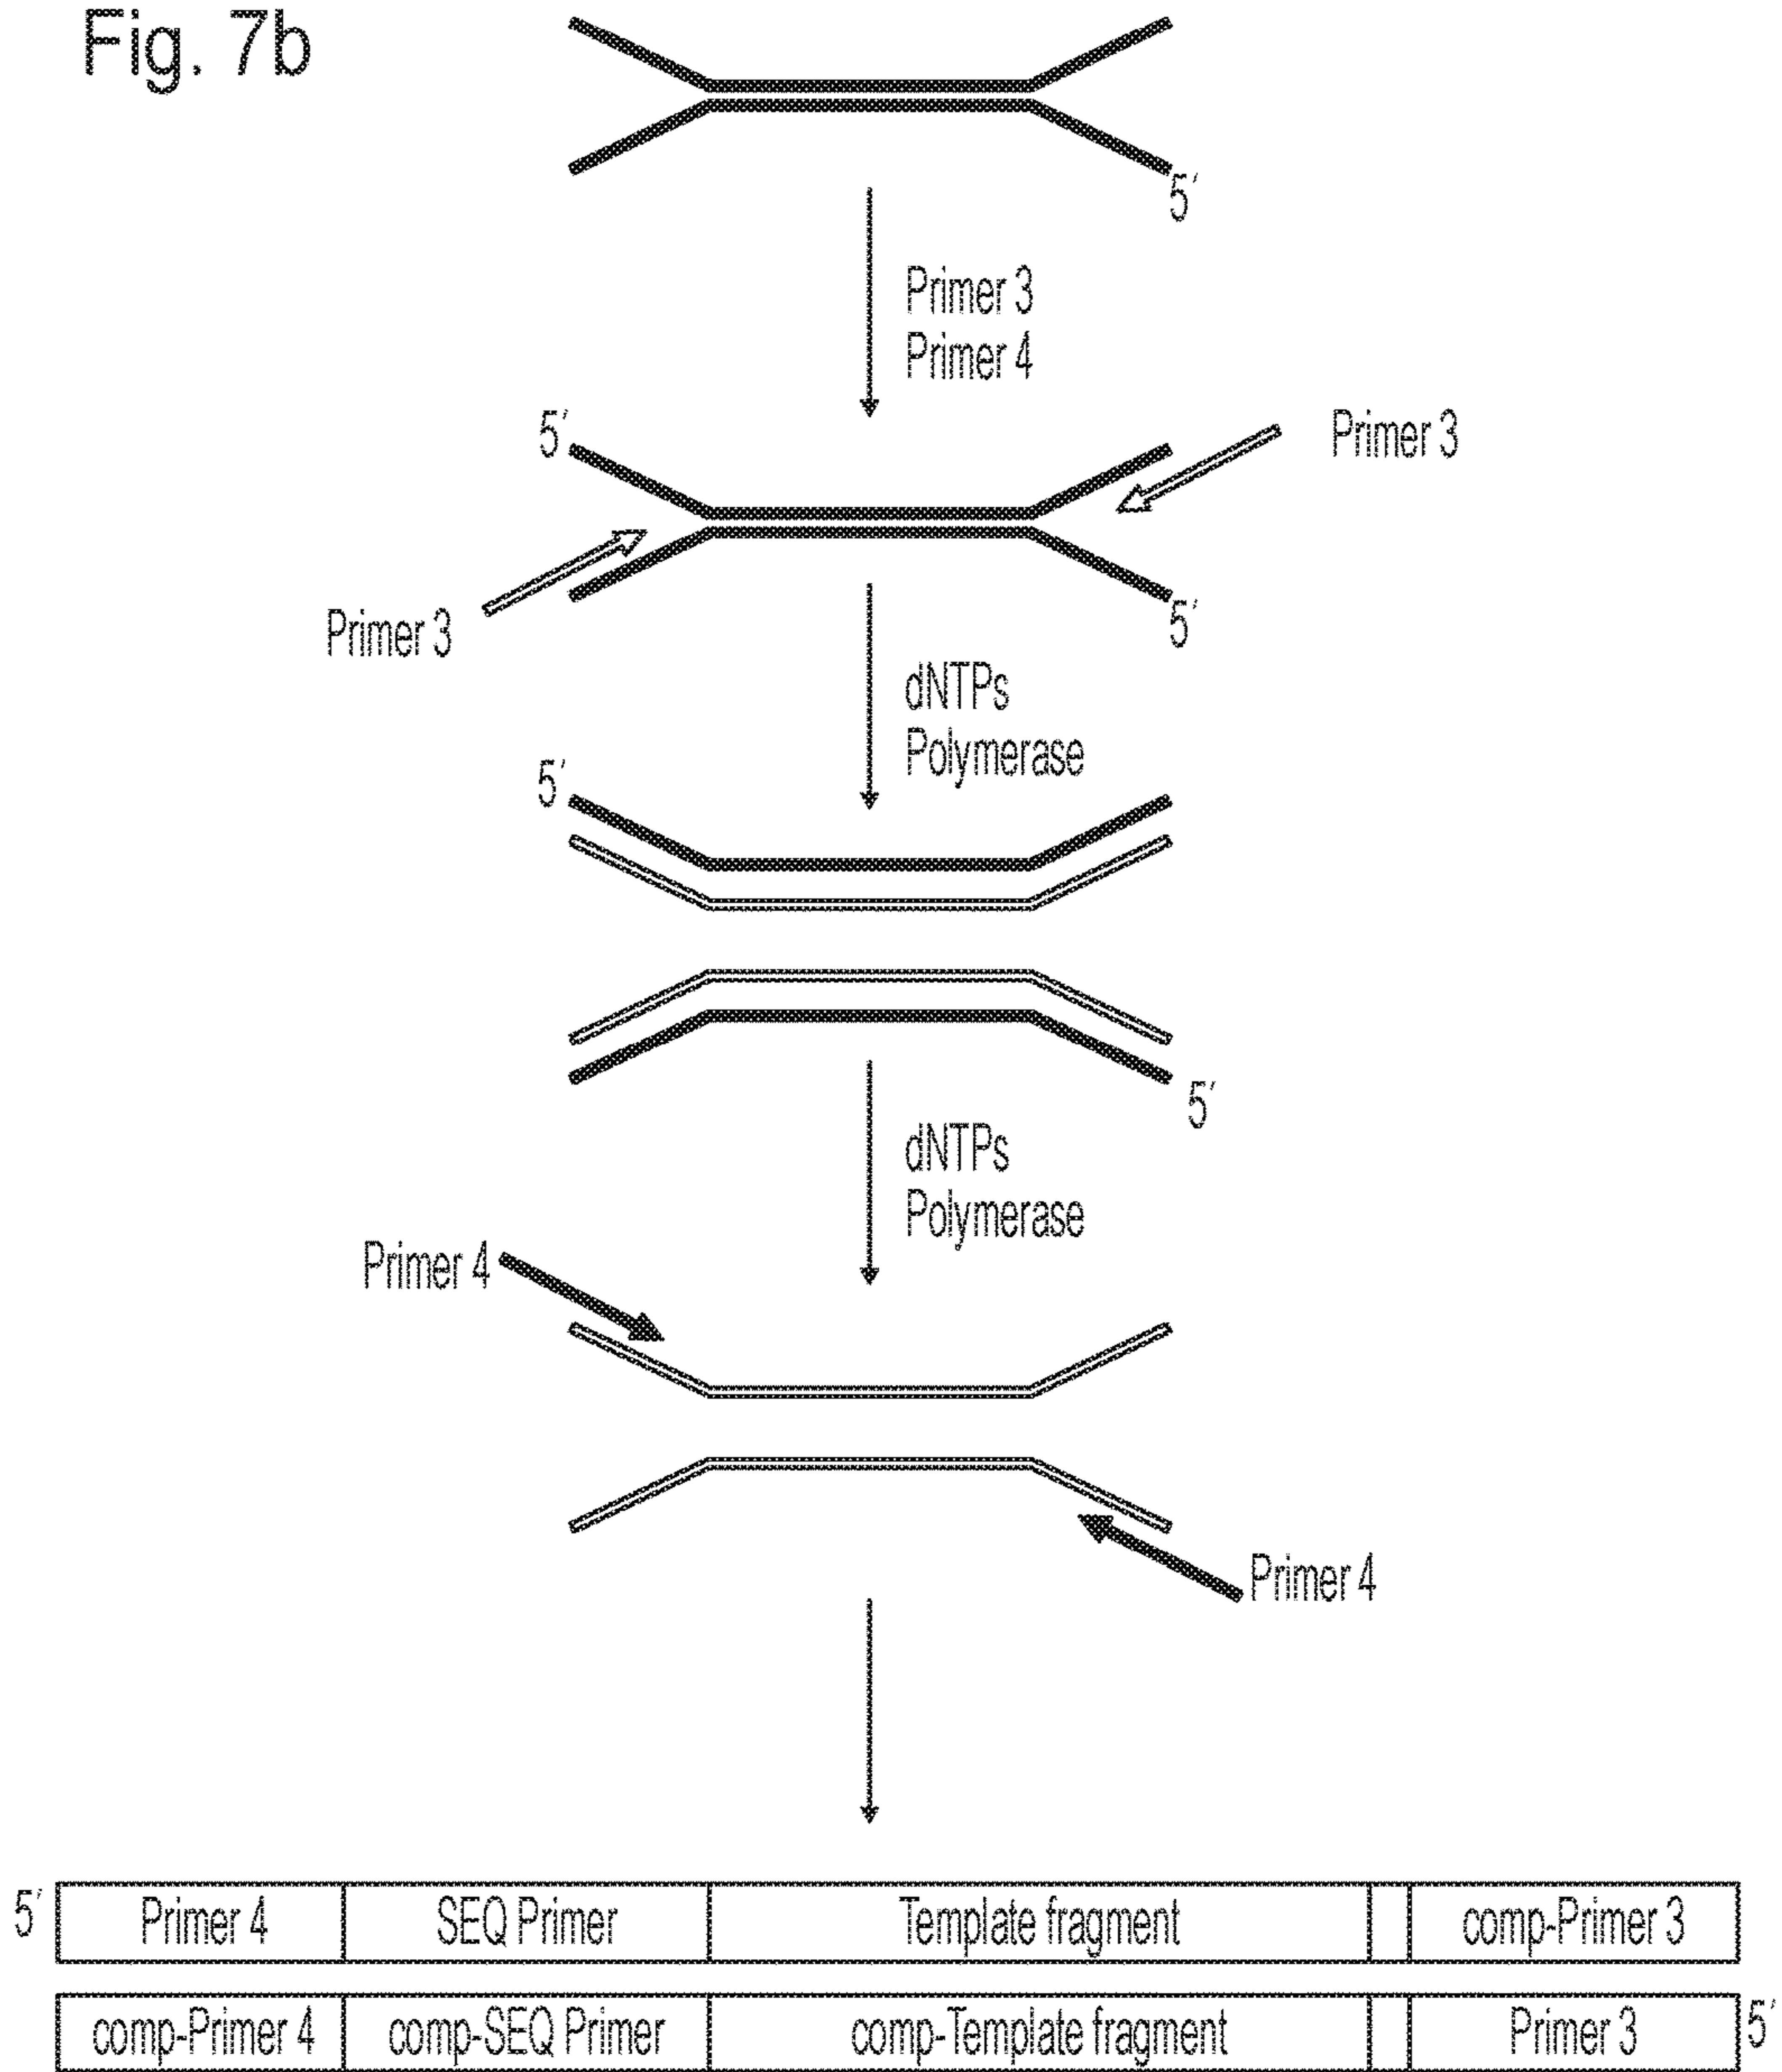 Fig. 7b
5′
Primer 3
Primer 4
5′
Primer 3
Primer 3
5′
dNTPs
Polymerase
5′
5′
dNTPs
Polymerase
Primer 4
Primer 4
5′ Primer 4 SEQ Primer Template fragment comp-Primer 3
comp-Primer 4 comp-SEQ Primer comp-Template fragment Primer 3 5′